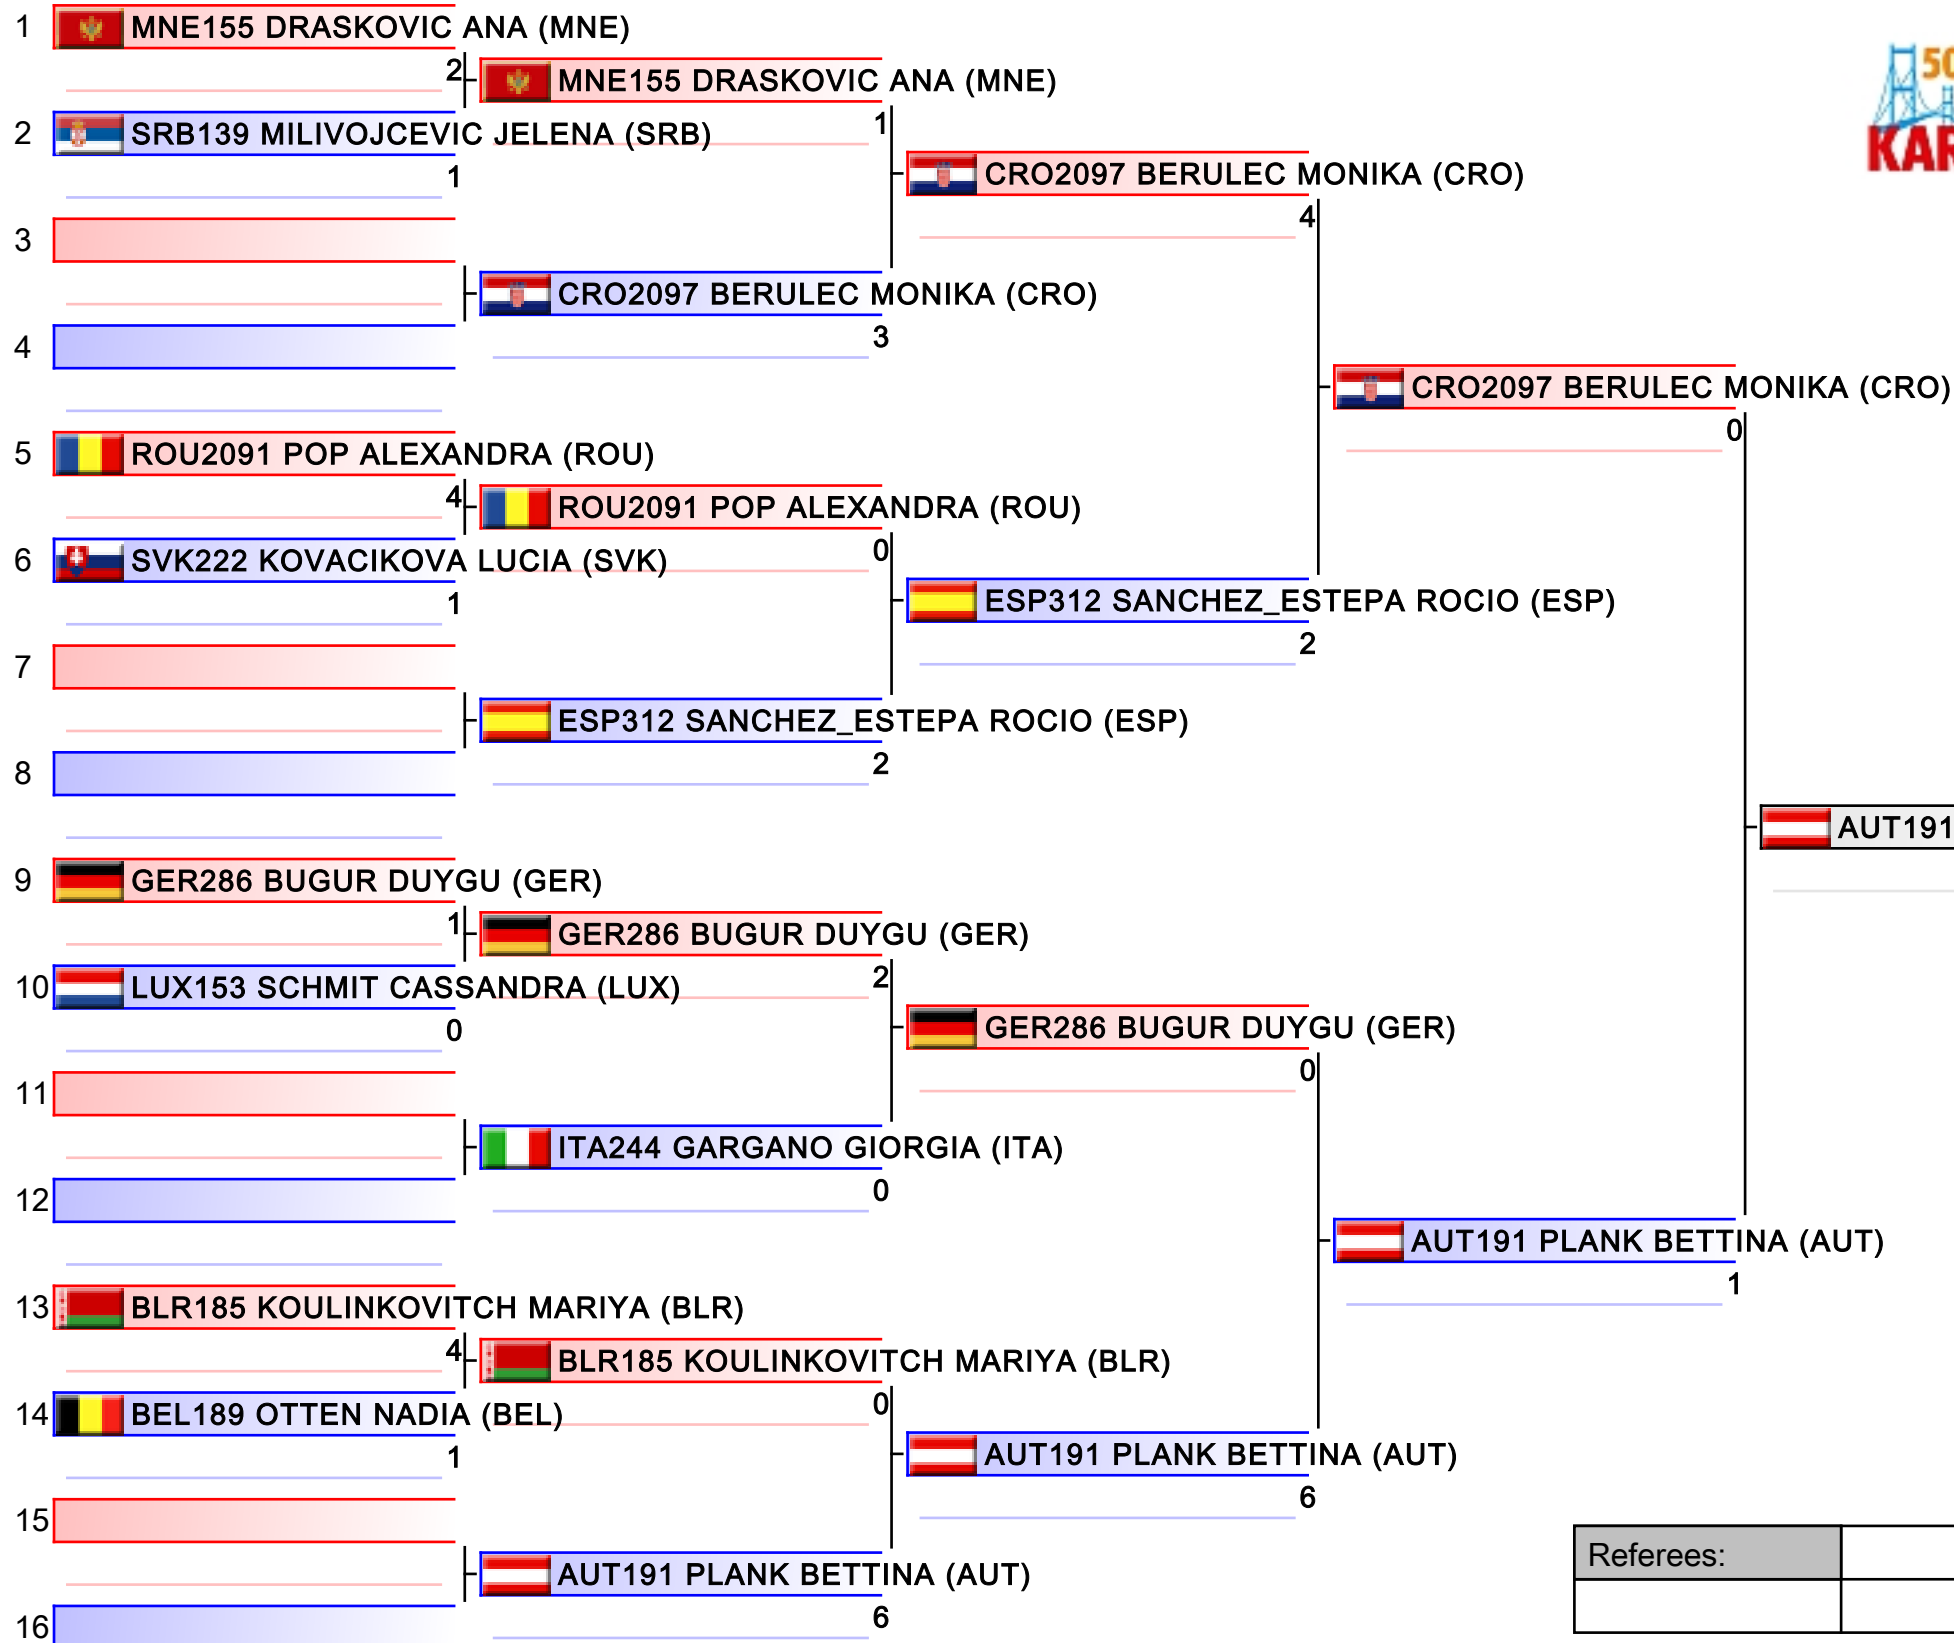 1 MNE155 DRASKOVIC ANA (MNE)
2 MNE155 DRASKOVIC ANA (MNE)
2 SRB139 MILIVOJCEVIC JELENA (SRB) 1
1 CRO2097 BERULEC MONIKA (CRO)
3 4
CRO2097 BERULEC MONIKA (CRO)
4 3
CRO2097 BERULEC MONIKA (CRO)
0
5 ROU2091 POP ALEXANDRA (ROU)
4 ROU2091 POP ALEXANDRA (ROU)
6 SVK222 KOVACIKOVA LUCIA (SVK) 0
1 ESP312 SANCHEZ_ESTEPA ROCIO (ESP)
7 2
ESP312 SANCHEZ_ESTEPA ROCIO (ESP)
8 2
AUT191
9 GER286 BUGUR DUYGU (GER)
1 GER286 BUGUR DUYGU (GER)
10 LUX153 SCHMIT CASSANDRA (LUX) 2
0 GER286 BUGUR DUYGU (GER)
11 0
ITA244 GARGANO GIORGIA (ITA)
12 0
AUT191 PLANK BETTINA (AUT)
1
13 BLR185 KOULINKOVITCH MARIYA (BLR)
4 BLR185 KOULINKOVITCH MARIYA (BLR)
14 BEL189 OTTEN NADIA (BEL) 0
1 AUT191 PLANK BETTINA (AUT)
15 6
AUT191 PLANK BETTINA (AUT)
16 6
50
KAR
Referees: